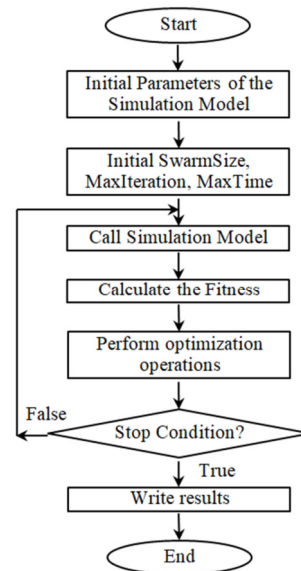 Start
Initial Parameters of the
Simulation Model
Initial SwarmSize,
MaxIteration, MaxTime
Call Simulation Model
Calculate the Fitness
Perform optimization
operations
False
Stop Condition?
True
Write results
End